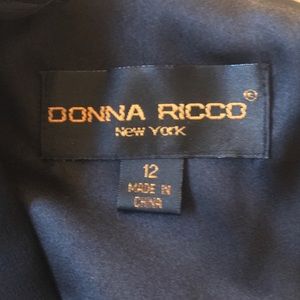 DONNA RICCO®
New York
12
MADE IN
CHINA